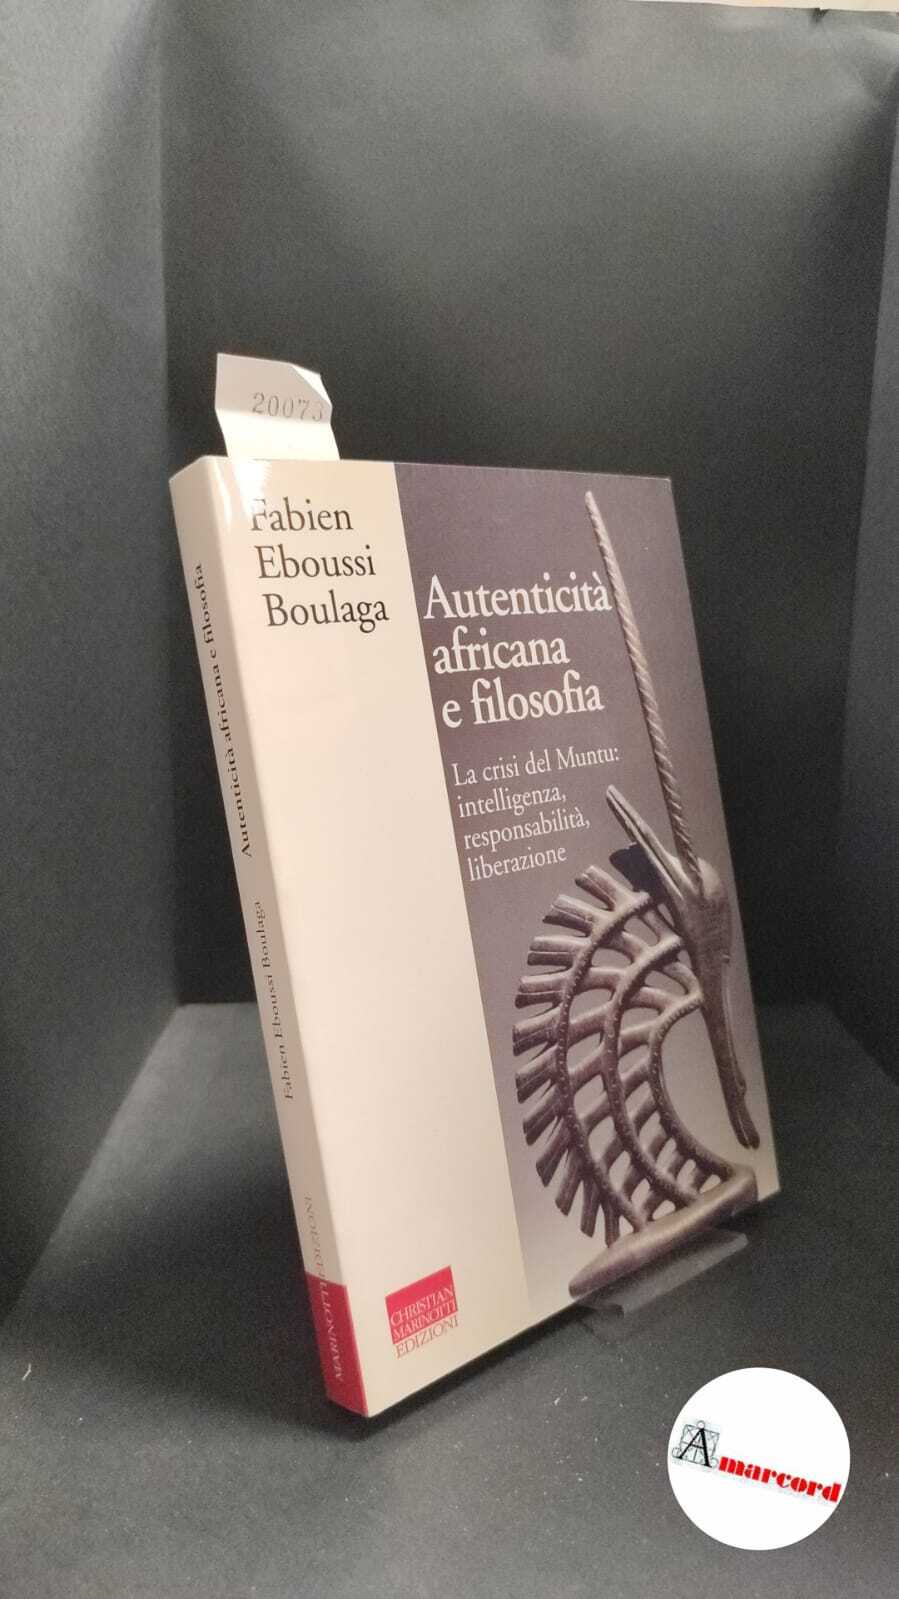 20073
Fabien
Eboussi
Boulaga
Autenticità
africana
e filosofia
La crisi del Muntu:
intelligenza,
responsabilità,
liberazione
CHRISTIAN
MARINOTTI
EDIZIONI
Fabien Eboussi Boulaga Autenticità africana e filosofia
MARINOTTI EDIZIONI
Amarcord